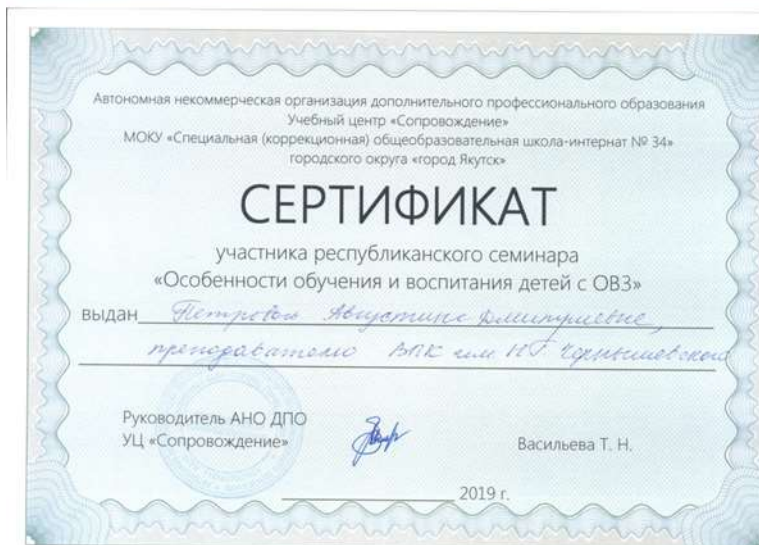 Автономная некоммерческая организация дополнительного профессионального образования
Учебный центр «Сопровождение»
МОКУ «Специальная (коррекционная) общеобразовательная школа-интернат № 34»
городского округа «город Якутск»
СЕРТИФИКАТ
участника республиканского семинара
«Особенности обучения и воспитания детей с ОВЗ»
выдан Петровой Августине Дмитриевне,
преподавателю ВПК им. НГ Чернышевского
Руководитель АНО ДПО
УЦ «Сопровождение»
Васильева Т. Н.
2019 г.